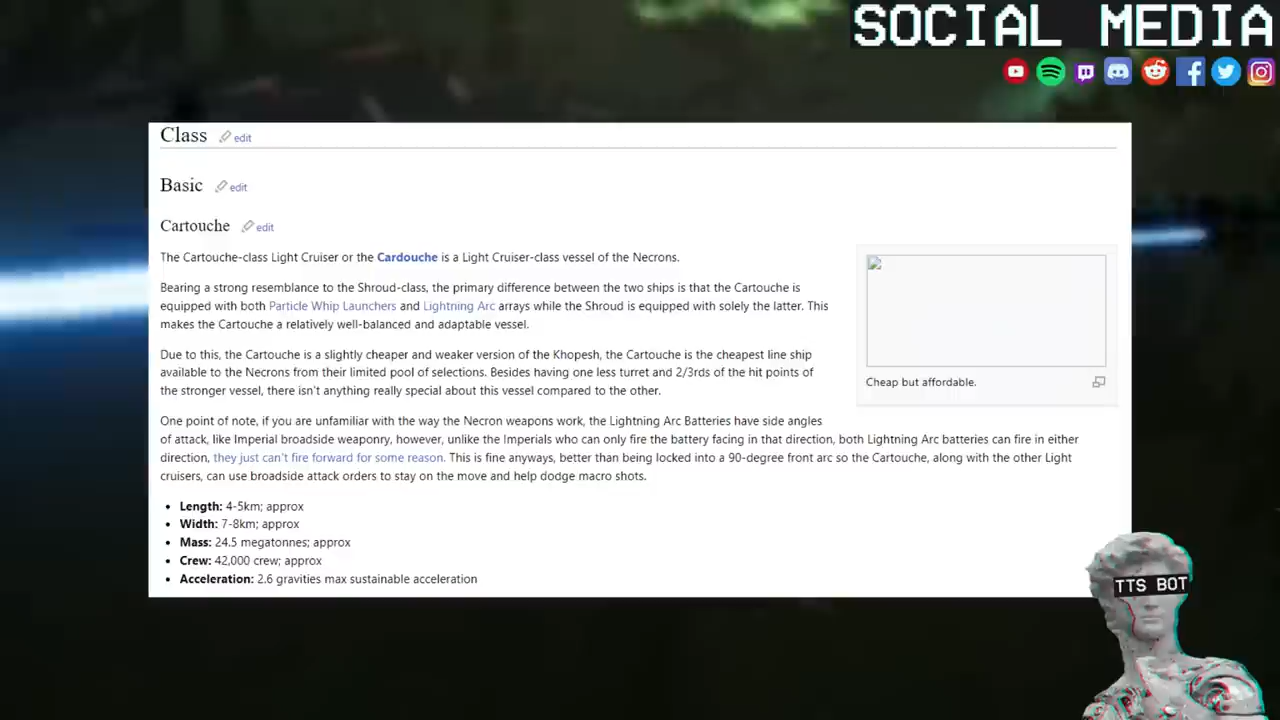 SOCIAL MEDIA
Class edit
Basic edit
Cartouche edit
The Cartouche-class Light Cruiser or the Cardouche is a Light Cruiser-class vessel of the Necrons.
Bearing a strong resemblance to the Shroud-class, the primary difference between the two ships is that the Cartouche is
equipped with both Particle Whip Launchers and Lightning Arc arrays while the Shroud is equipped with solely the latter. This
makes the Cartouche a relatively well-balanced and adaptable vessel.
Due to this, the Cartouche is a slightly cheaper and weaker version of the Khopesh, the Cartouche is the cheapest line ship
available to the Necrons from their limited pool of selections. Besides having one less turret and 2/3rds of the hit points of
the stronger vessel, there isn't anything really special about this vessel compared to the other.
Cheap but affordable.
One point of note, if you are unfamiliar with the way the Necron weapons work, the Lightning Arc Batteries have side angles
of attack, like Imperial broadside weaponry, however, unlike the Imperials who can only fire the battery facing in that direction, both Lightning Arc batteries can fire in either
direction, they just can't fire forward for some reason. This is fine anyways, better than being locked into a 90-degree front arc so the Cartouche, along with the other Light
cruisers, can use broadside attack orders to stay on the move and help dodge macro shots.
• Length: 4-5km; approx
• Width: 7-8km; approx
• Mass: 24.5 megatonnes; approx
• Crew: 42,000 crew; approx
• Acceleration: 2.6 gravities max sustainable acceleration
TTS BOT